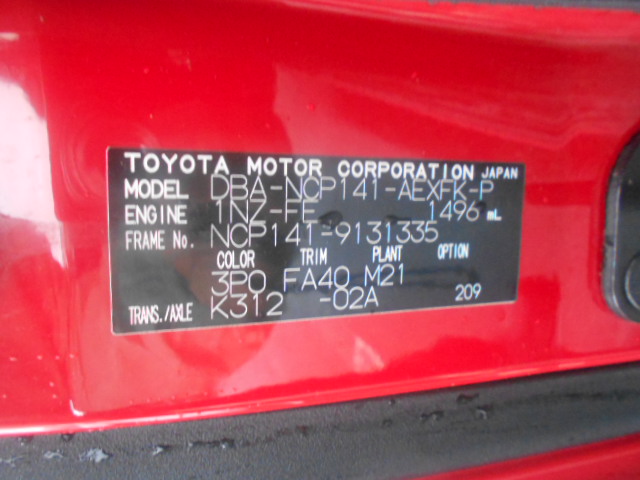 TOYOTA MOTOR CORPORATION JAPAN
MODEL DBA-NCP141-AEXFK-P
ENGINE 1NZ-FE 1496 mL
FRAME No. NCP141-9131335
COLOR TRIM PLANT OPTION
3P0 FA40 M21
TRANS./AXLE K312 -02A 209